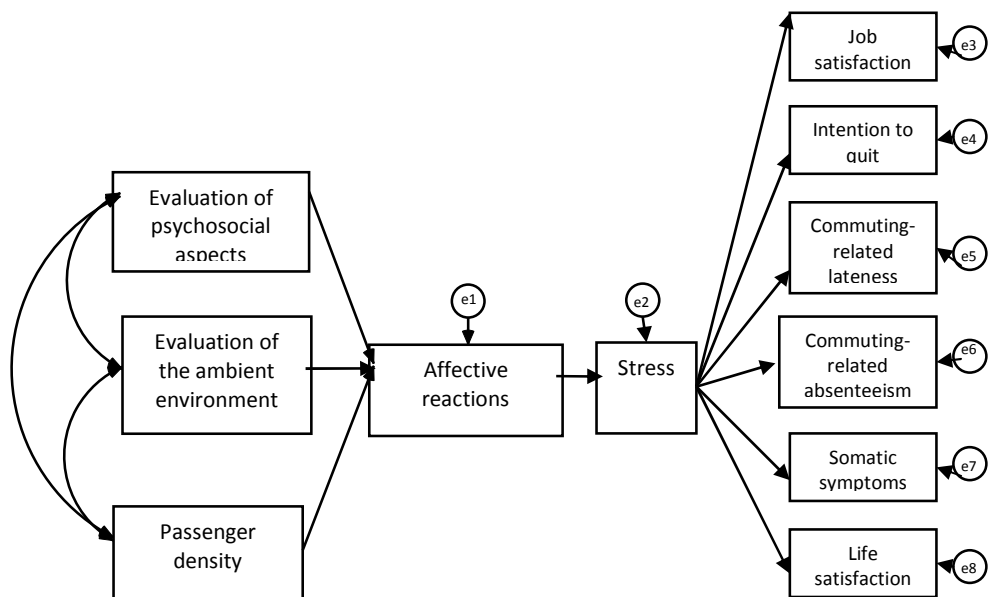 Evaluation of
psychosocial
aspects
Evaluation of
the ambient
environment
Passenger
density
e1
Affective
reactions
e2
Stress
Job
satisfaction
e3
Intention to
quit
e4
Commuting-
related
lateness
e5
Commuting-
related
absenteeism
e6
Somatic
symptoms
e7
Life
satisfaction
e8